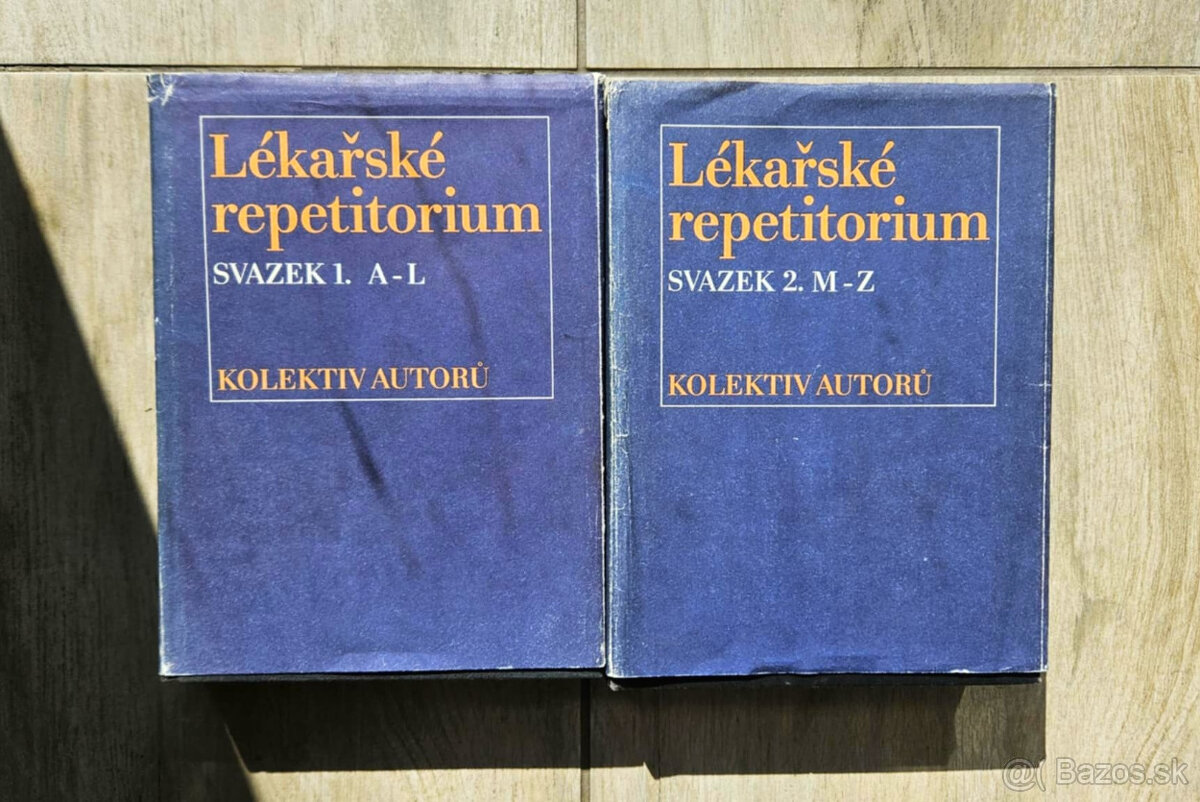 Lékařské
repetitorium
SVAZEK 1. A-L
KOLEKTIV AUTORŮ
Lékařské
repetitorium
SVAZEK 2. M-Z
KOLEKTIV AUTORŮ
@( Bazos.sk